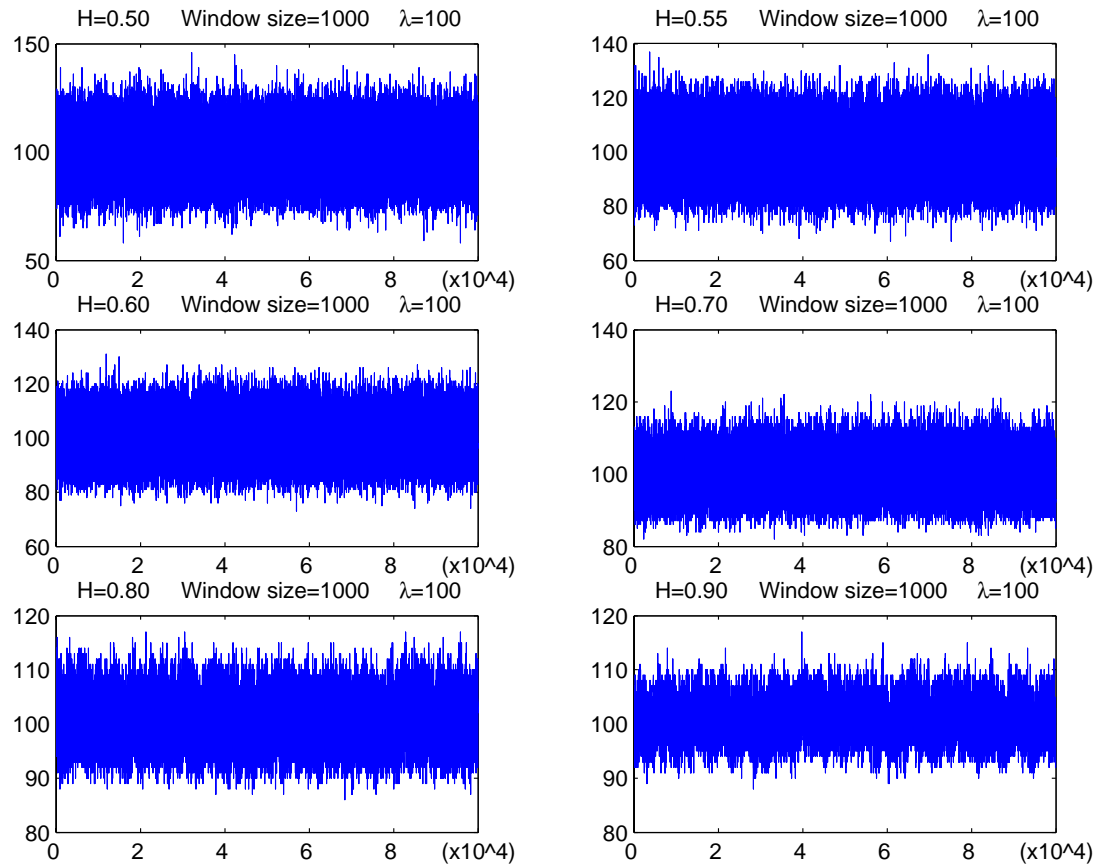 H=0.50 Window size=1000 λ=100
150
100
50
0 2 4 6 8 (x10^4)
H=0.55 Window size=1000 λ=100
140
120
100
80
60
0 2 4 6 8 (x10^4)
H=0.60 Window size=1000 λ=100
140
120
100
80
60
0 2 4 6 8 (x10^4)
H=0.70 Window size=1000 λ=100
140
120
100
80
0 2 4 6 8 (x10^4)
H=0.80 Window size=1000 λ=100
120
110
100
90
80
0 2 4 6 8 (x10^4)
H=0.90 Window size=1000 λ=100
120
110
100
90
80
0 2 4 6 8 (x10^4)